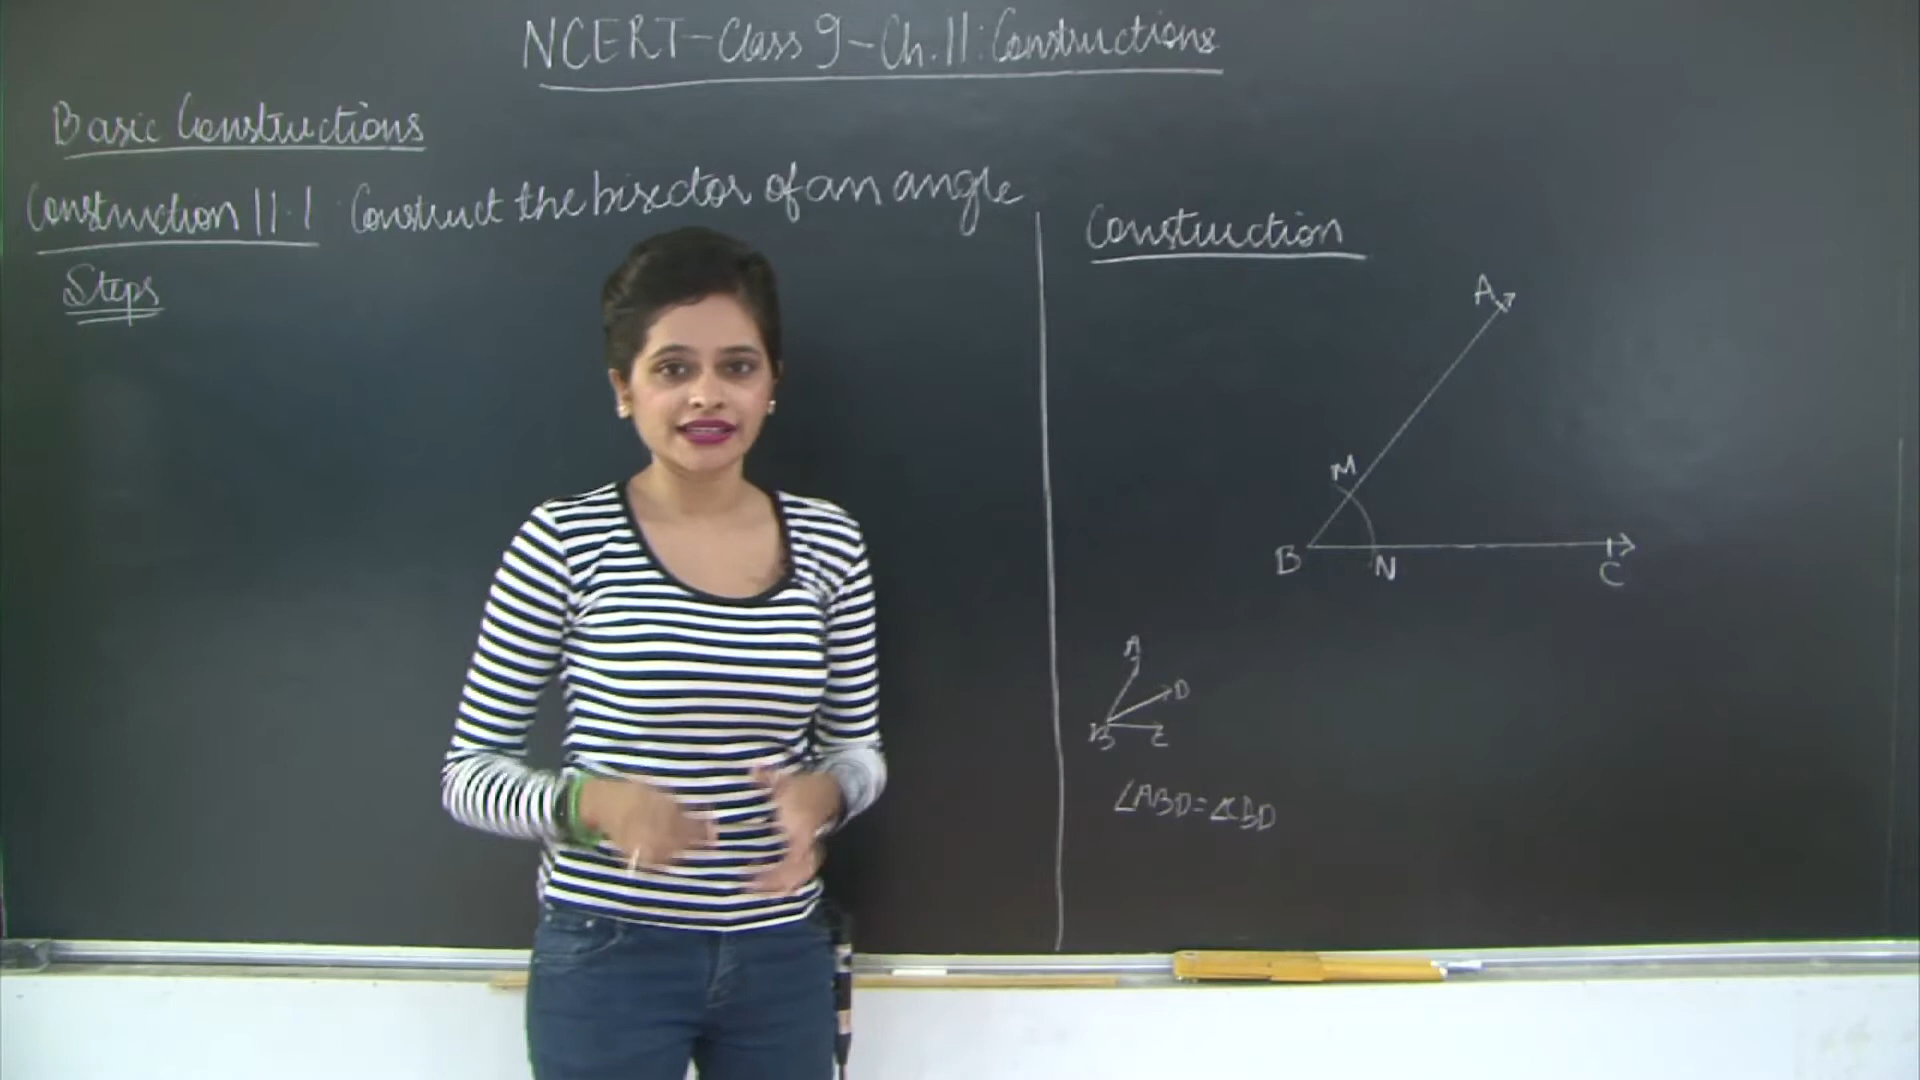 NCERT-Class 9-Ch.11: Constructions
Basic Constructions
Construction 11.1 Construct the bisector of an angle
Steps
Construction
A
M
B
N
C
A
D
B
C
∠ABD=∠CBD